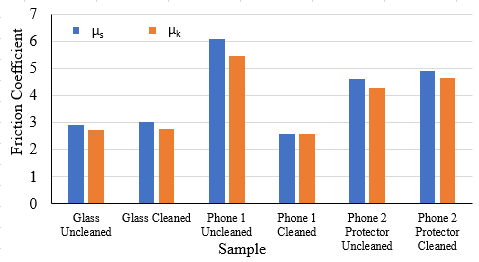 7
6
5
4
3
2
1
0
Friction Coefficient
μs
μk
Glass Uncleaned
Glass Cleaned
Phone 1 Uncleaned
Phone 1 Cleaned
Phone 2 Protector Uncleaned
Phone 2 Protector Cleaned
Sample